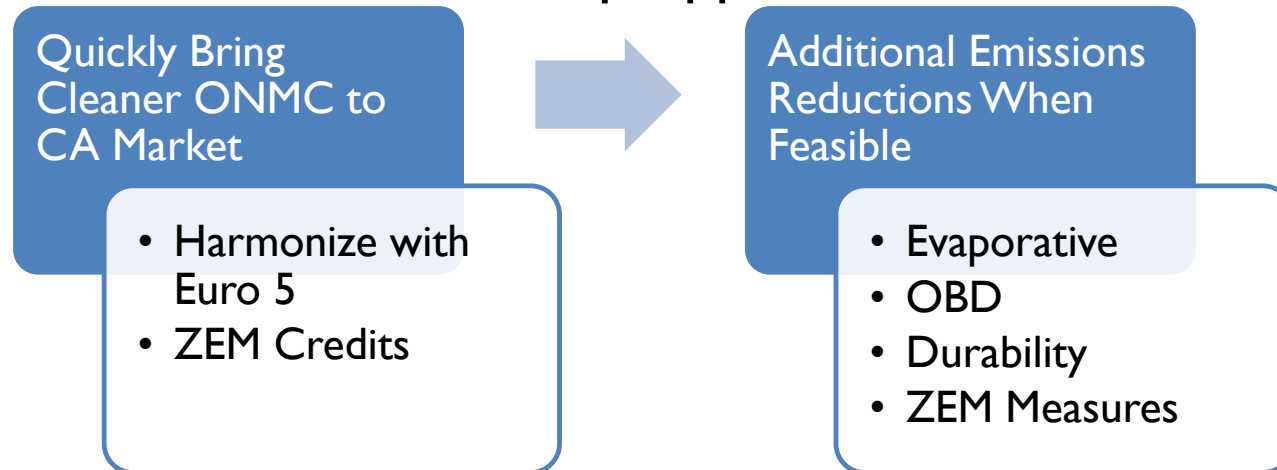 Quickly Bring
Cleaner ONMC to
CA Market
• Harmonize with
Euro 5
• ZEM Credits
Additional Emissions
Reductions When
Feasible
• Evaporative
• OBD
• Durability
• ZEM Measures